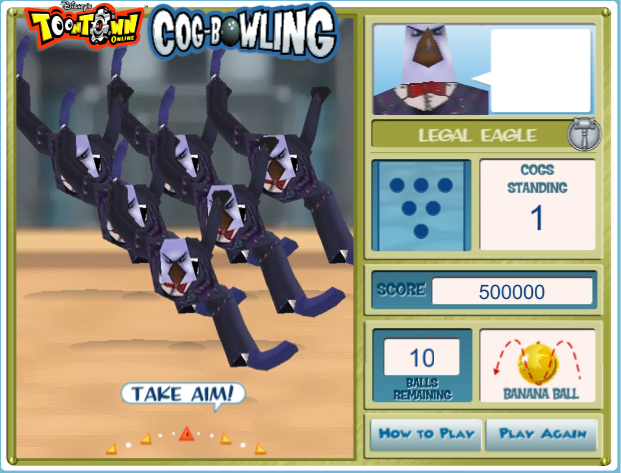 Disney's
TOONTOWN
ONLINE
COG-BOWLING
LEGAL EAGLE
COGS
STANDING
1
SCORE 500000
10
BALLS
REMAINING
BANANA BALL
TAKE AIM!
HOW TO PLAY
PLAY AGAIN